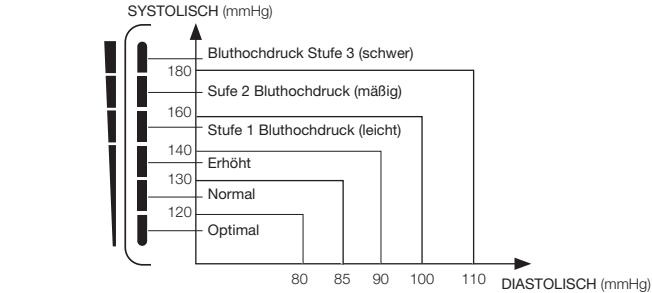 SYSTOLISCH (mmHg)
Bluthochdruck Stufe 3 (schwer)
180
Sufe 2 Bluthochdruck (mäßig)
160
Stufe 1 Bluthochdruck (leicht)
140
Erhöht
130
Normal
120
Optimal
80 85 90 100 110 DIASTOLISCH (mmHg)